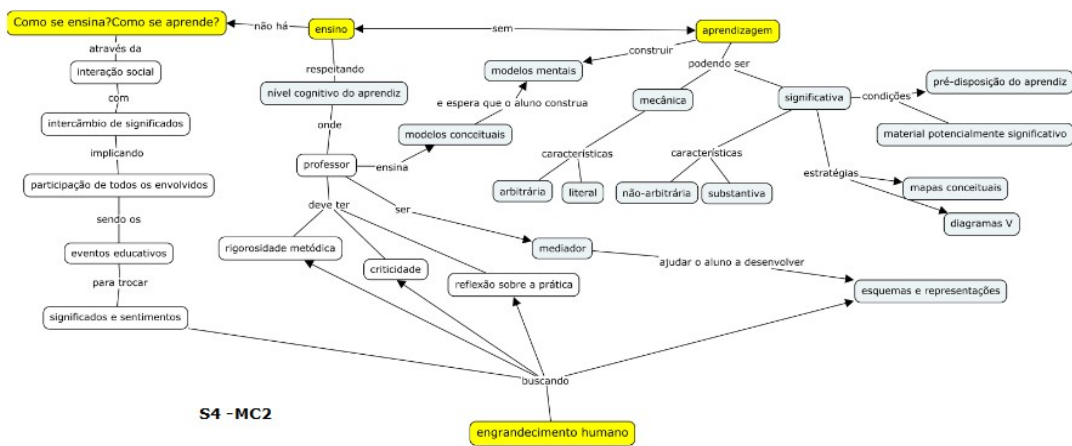 Como se ensina?Como se aprende?
não há
ensino
sem
aprendizagem
através da
interação social
com
intercâmbio de significados
implicando
participação de todos os envolvidos
sendo os
eventos educativos
para trocar
significados e sentimentos
respeitando
nível cognitivo do aprendiz
onde
professor
ensina
modelos conceituais
e espera que o aluno construa
modelos mentais
construir
deve ter
rigorosidade metódica
criticidade
reflexão sobre a prática
ser
mediador
ajudar o aluno a desenvolver
esquemas e representações
podendo ser
mecânica
características
arbitrária
literal
significativa
características
não-arbitrária
substantiva
condições
pré-disposição do aprendiz
material potencialmente significativo
estratégias
mapas conceituais
diagramas V
buscando
engrandecimento humano
S4 -MC2